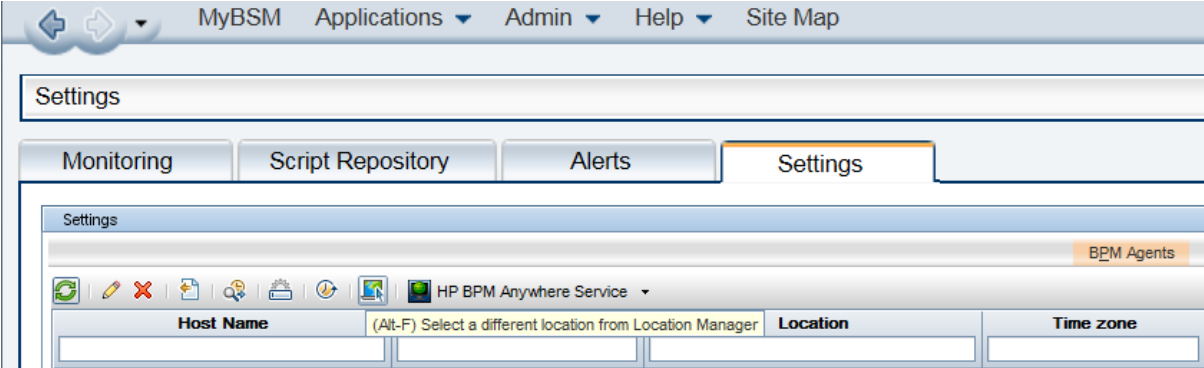 MyBSM Applications Admin Help Site Map
Settings
Monitoring Script Repository Alerts Settings
Settings
BPM Agents
HP BPM Anywhere Service
Host Name (Alt-F) Select a different location from Location Manager Location Time zone